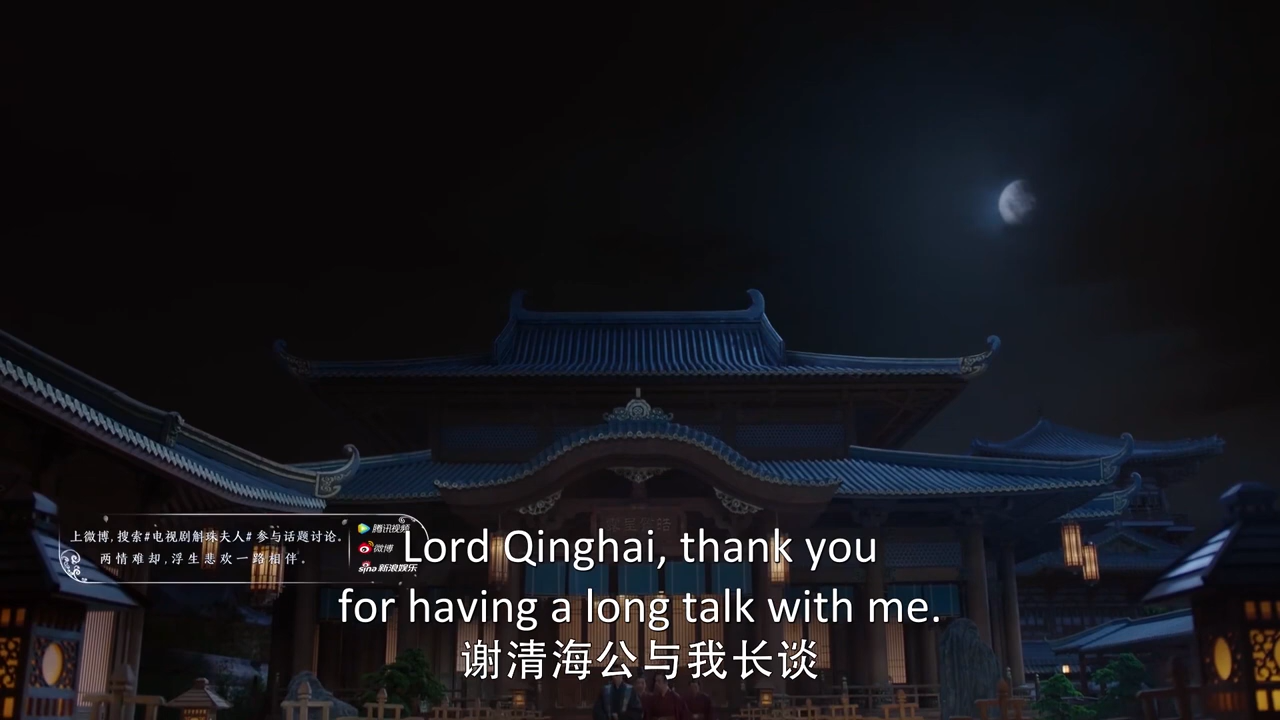 上微博,搜索#电视剧斛珠夫人#参与话题讨论。
两情难却,浮生悲欢一路相伴。
腾讯视频
微博
sina新浪娱乐
Lord Qinghai, thank you
for having a long talk with me.
谢清海公与我长谈